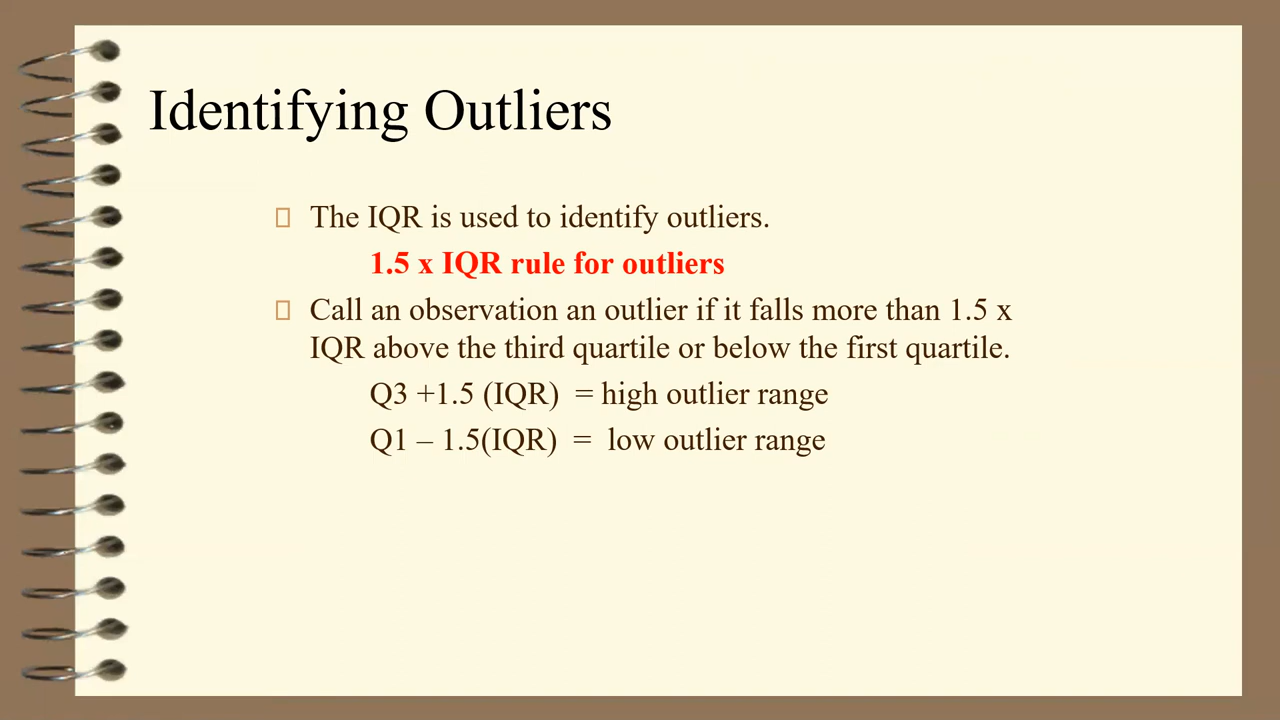 Identifying Outliers
The IQR is used to identify outliers.
1.5 x IQR rule for outliers
Call an observation an outlier if it falls more than 1.5 x
IQR above the third quartile or below the first quartile.
Q3 +1.5 (IQR)  = high outlier range
Q1 – 1.5(IQR)  =  low outlier range